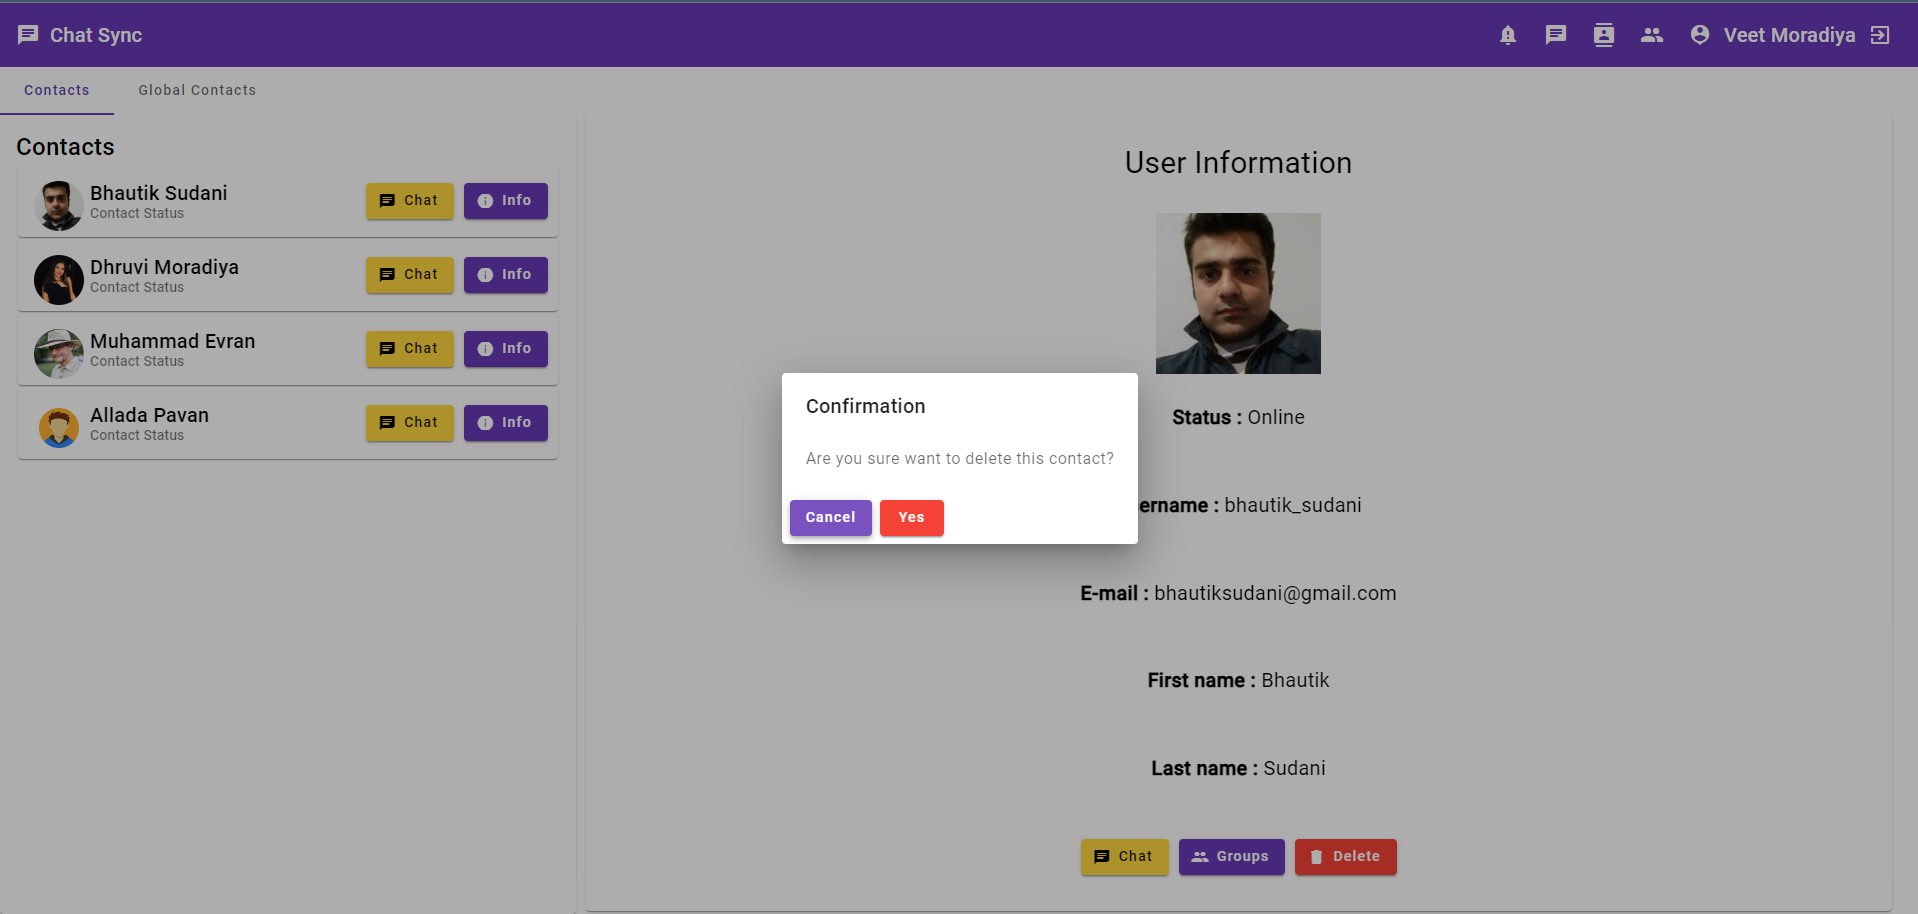 Chat Sync
Veet Moradiya
Contacts Global Contacts
Contacts
Bhautik Sudani
Contact Status
Chat Info
Dhruvi Moradiya
Contact Status
Chat Info
Muhammad Evran
Contact Status
Chat Info
Allada Pavan
Contact Status
Chat Info
User Information
Status : Online
ername : bhautik_sudani
E-mail : bhautiksudani@gmail.com
First name : Bhautik
Last name : Sudani
Chat Groups Delete
Confirmation
Are you sure want to delete this contact?
Cancel Yes